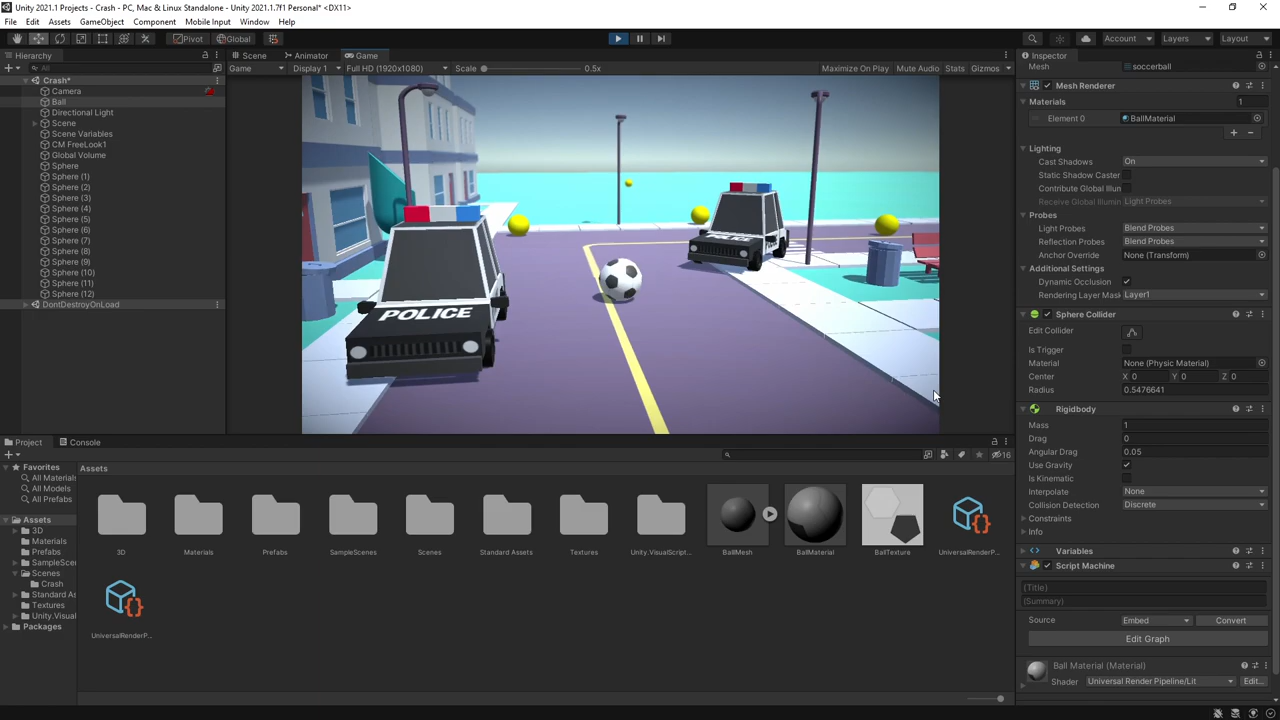 Unity 2021.1 Projects - Crash - PC, Mac & Linux Standalone - Unity 2021.1.7f1 Personal* <DX11>
File Edit Assets GameObject Component Mobile Input Window Help
Pivot Global Account Layers Layout
Hierarchy Scene Animator Game Inspector
All Game Display 1 Full HD (1920x1080) Scale 0.5x Maximize On Play Mute Audio Stats Gizmos
Crash*
Camera
Ball
Directional Light
Scene
Scene Variables
CM FreeLook1
Global Volume
Sphere
Sphere (1)
Sphere (2)
Sphere (3)
Sphere (4)
Sphere (5)
Sphere (6)
Sphere (7)
Sphere (8)
Sphere (9)
Sphere (10)
Sphere (11)
Sphere (12)
DontDestroyOnLoad
POLICE
POLICE
Mesh soccerball
Mesh Renderer
Materials 1
Element 0 BallMaterial
Lighting
Cast Shadows On
Static Shadow Caster
Contribute Global Illum
Receive Global Illumin Light Probes
Probes
Light Probes Blend Probes
Reflection Probes Blend Probes
Anchor Override None (Transform)
Additional Settings
Dynamic Occlusion
Rendering Layer Mask Layer1
Sphere Collider
Edit Collider
Is Trigger
Material None (Physic Material)
Center X 0 Y 0 Z 0
Radius 0.5476641
Rigidbody
Mass 1
Drag 0
Angular Drag 0.05
Use Gravity
Is Kinematic
Interpolate None
Collision Detection Discrete
Constraints
Info
Variables
Script Machine
(Title)
(Summary)
Source Embed Convert
Edit Graph
Ball Material (Material)
Shader Universal Render Pipeline/Lit Edit...
Project Console
16
Favorites
All Materials
All Models
All Prefabs
Assets
3D
Materials
Prefabs
SampleSce
Scenes
Crash
Standard As
Textures
Unity.Visual
Packages
Assets
3D Materials Prefabs SampleScenes Scenes Standard Assets Textures Unity.VisualScript... BallMesh BallMaterial BallTexture UniversalRenderP...
UniversalRenderP...